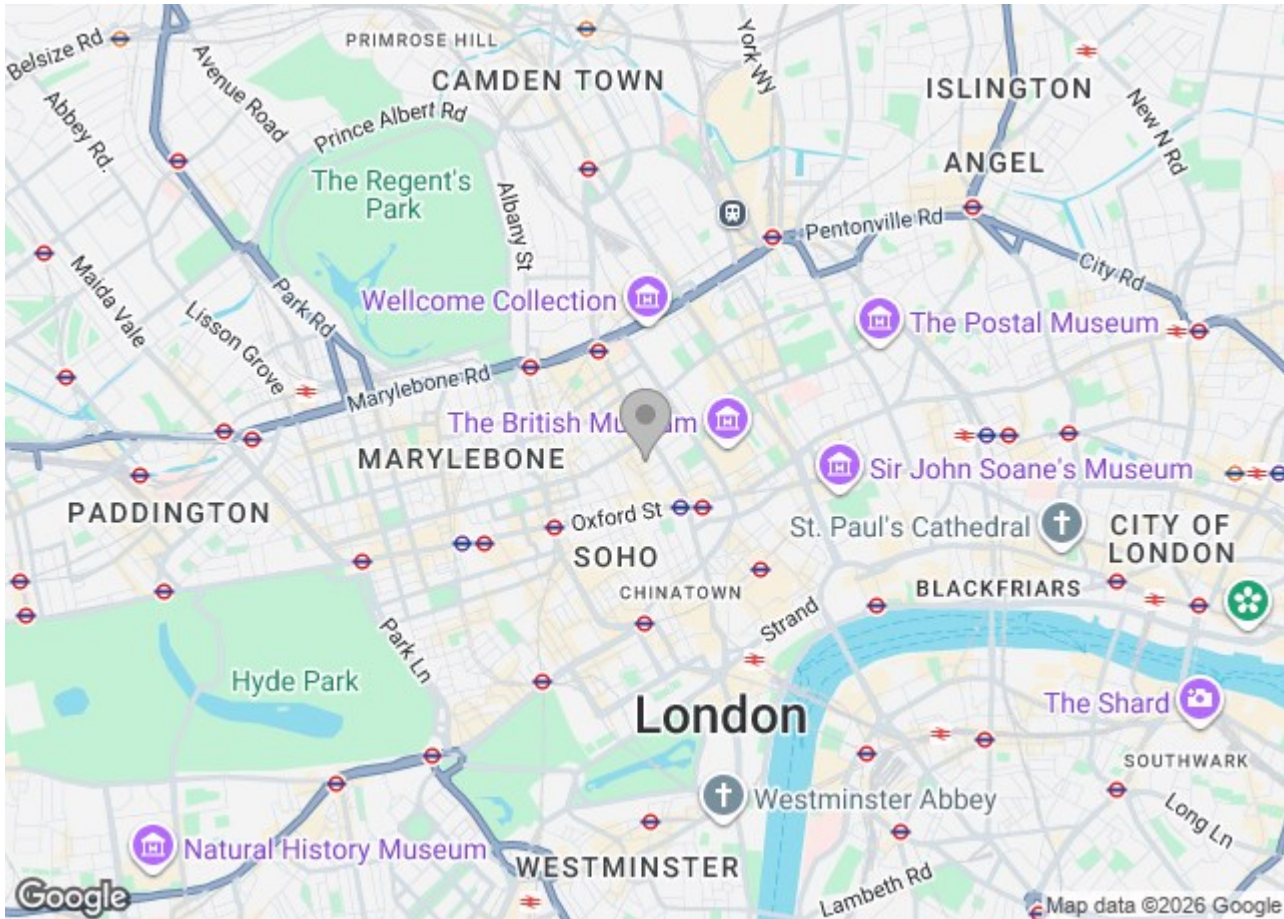 Belsize Rd
PRIMROSE HILL
York Wy
Avenue Road
CAMDEN TOWN
ISLINGTON
Abbey Rd.
Prince Albert Rd
New N Rd
ANGEL
The Regent's
Park
Albany St
Pentonville Rd
Maida Vale
City Rd
Park Rd
Wellcome Collection
Lisson Grove
The Postal Museum
Marylebone Rd
The British Museum
MARYLEBONE
Sir John Soane's Museum
PADDINGTON
Oxford St
St. Paul's Cathedral
CITY OF
LONDON
SOHO
CHINATOWN
BLACKFRIARS
Strand
Park Ln
Hyde Park
London
The Shard
SOUTHWARK
Westminster Abbey
Long Ln
Natural History Museum
WESTMINSTER
Lambeth Rd
Google
Map data ©2026 Google